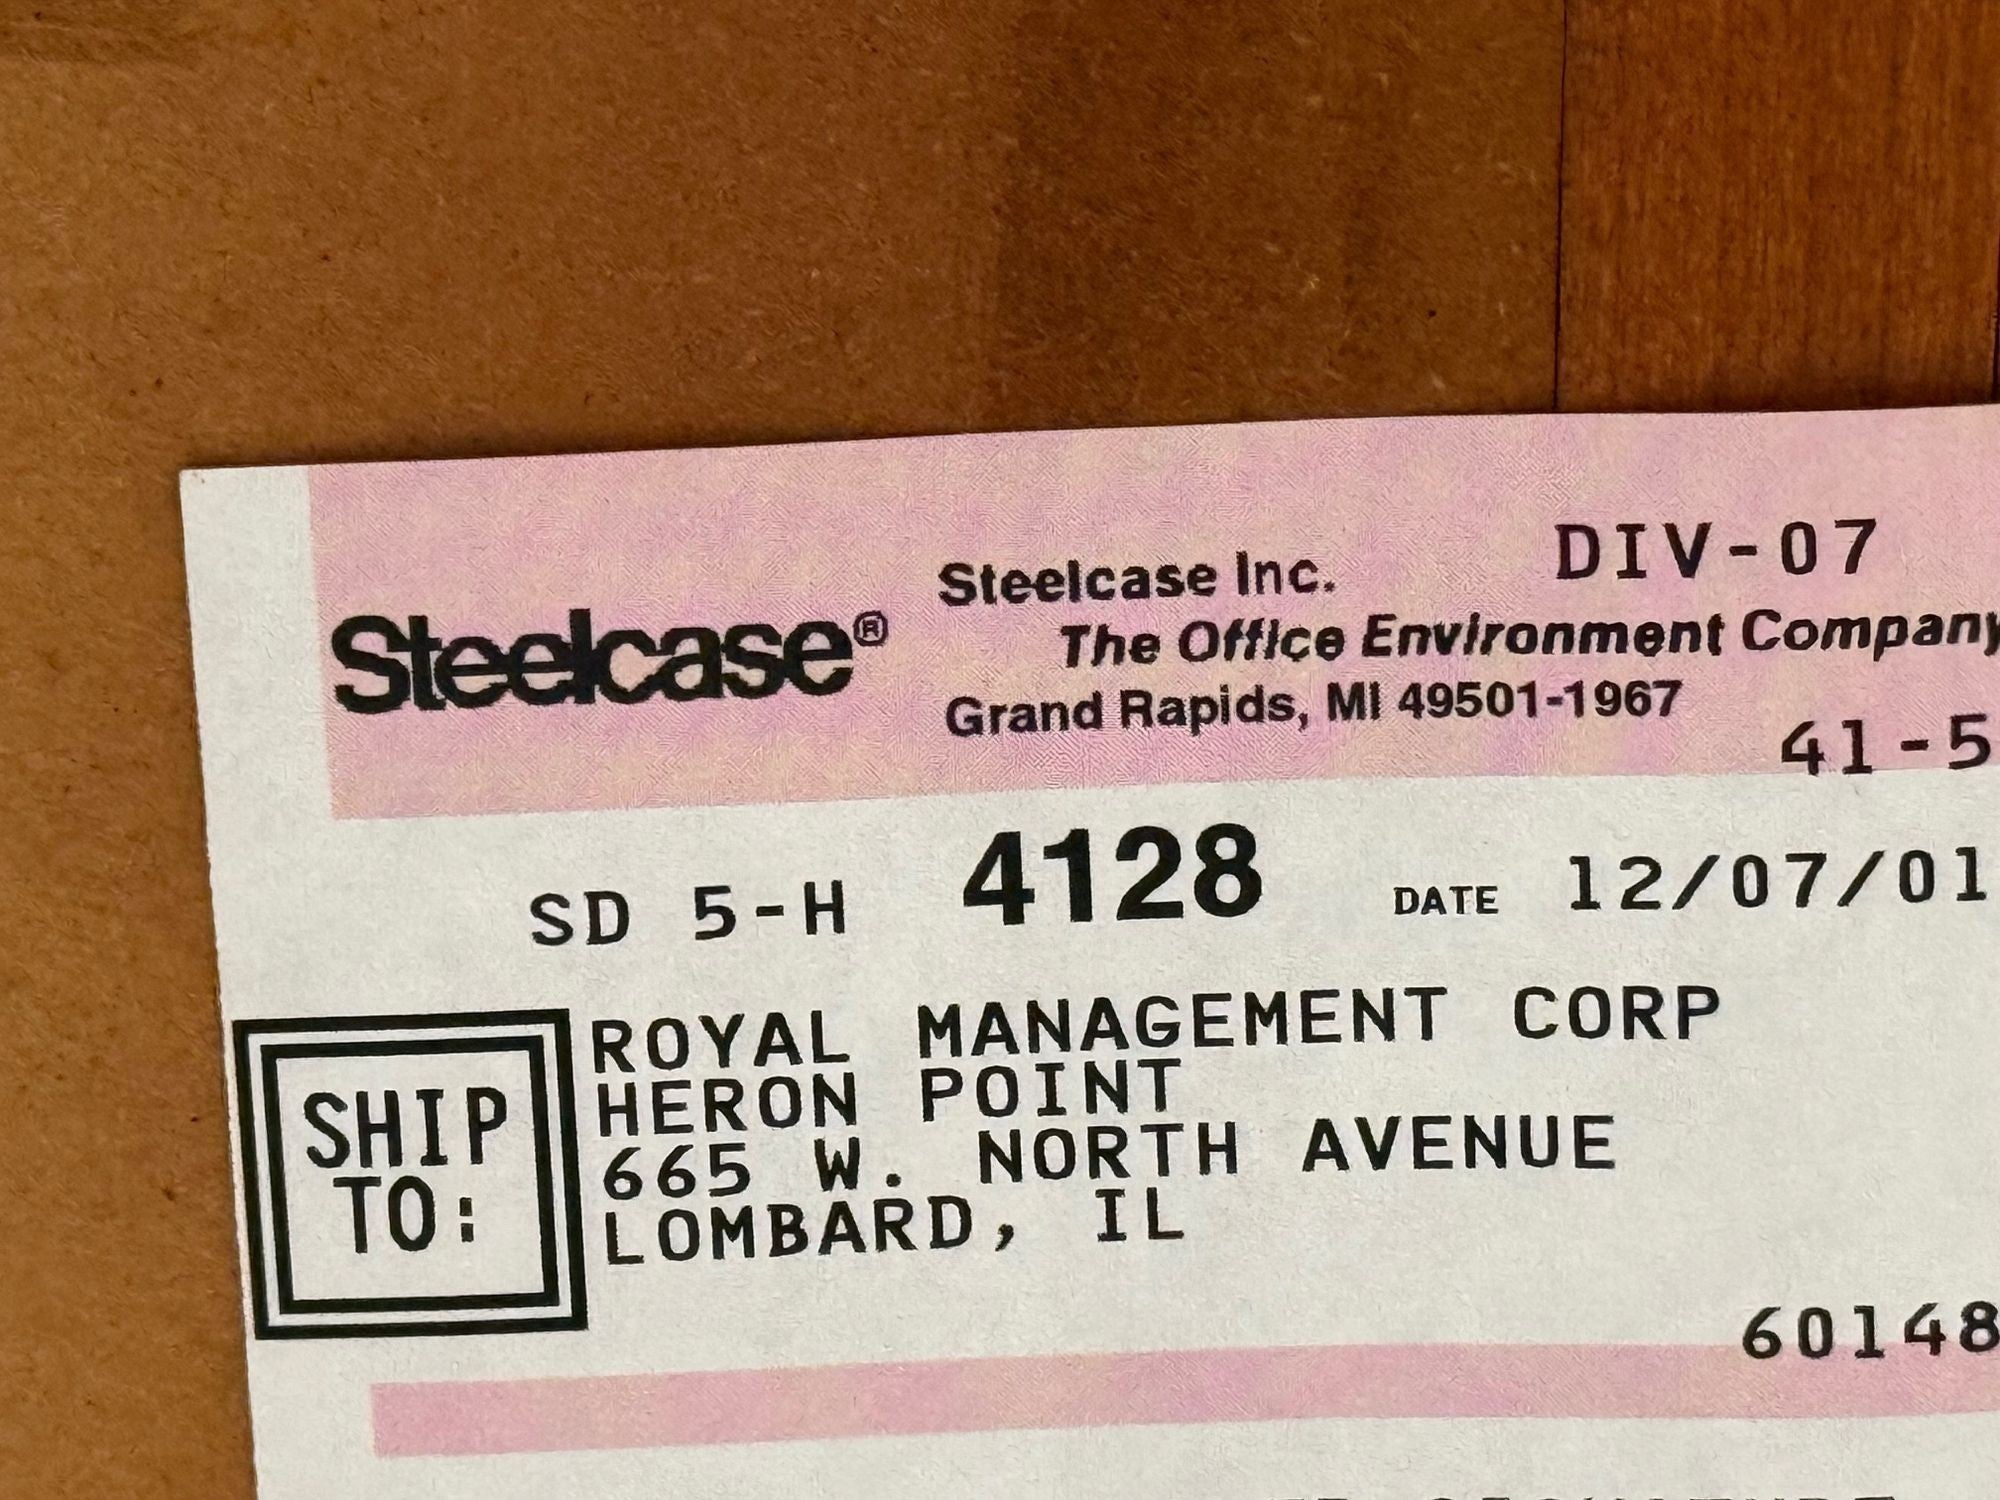 Steelcase®
Steelcase Inc.
DIV-07
The Office Environment Company
Grand Rapids, MI 49501-1967
41-5
SD 5-H 4128 DATE 12/07/01
SHIP TO:
ROYAL MANAGEMENT CORP
HERON POINT
665 W. NORTH AVENUE
LOMBARD, IL
60148